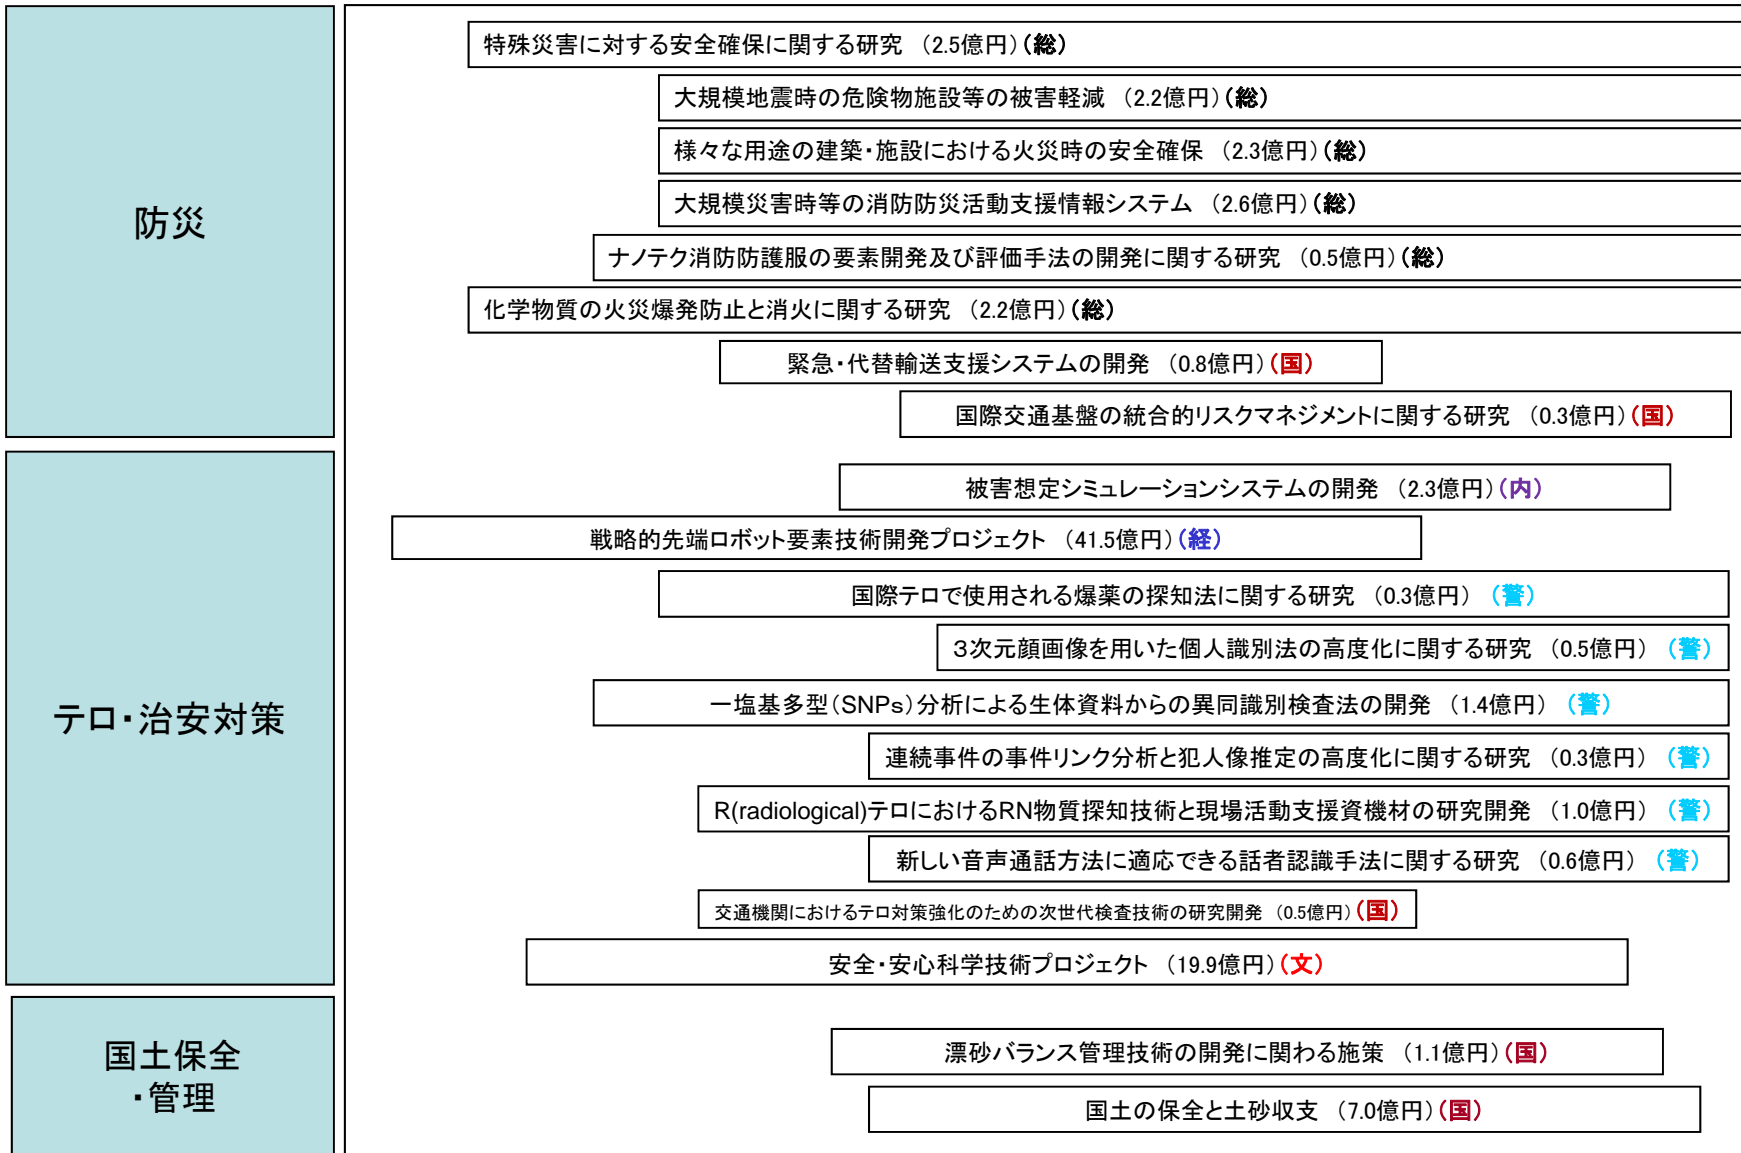 防災
特殊災害に対する安全確保に関する研究 （2.5億円）（総）
大規模地震時の危険物施設等の被害軽減 （2.2億円）（総）
様々な用途の建築・施設における火災時の安全確保 （2.3億円）（総）
大規模災害時等の消防防災活動支援情報システム （2.6億円）（総）
ナノテク消防防護服の要素開発及び評価手法の開発に関する研究 （0.5億円）（総）
化学物質の火災爆発防止と消火に関する研究 （2.2億円）（総）
緊急・代替輸送支援システムの開発 （0.8億円）（国）
国際交通基盤の統合的リスクマネジメントに関する研究 （0.3億円）（国）
テロ・治安対策
被害想定シミュレーションシステムの開発 （2.3億円）（内）
戦略的先端ロボット要素技術開発プロジェクト （41.5億円）（経）
国際テロで使用される爆薬の探知法に関する研究 （0.3億円） （警）
３次元顔画像を用いた個人識別法の高度化に関する研究 （0.5億円） （警）
一塩基多型（SNPs）分析による生体資料からの異同識別検査法の開発 （1.4億円） （警）
連続事件の事件リンク分析と犯人像推定の高度化に関する研究 （0.3億円） （警）
R(radiological)テロにおけるRN物質探知技術と現場活動支援資機材の研究開発 （1.0億円） （警）
新しい音声通話方法に適応できる話者認識手法に関する研究 （0.6億円） （警）
交通機関におけるテロ対策強化のための次世代検査技術の研究開発 （0.5億円）（国）
安全・安心科学技術プロジェクト （19.9億円）（文）
国土保全
・管理
漂砂バランス管理技術の開発に関わる施策 （1.1億円）（国）
国土の保全と土砂収支 （7.0億円）（国）